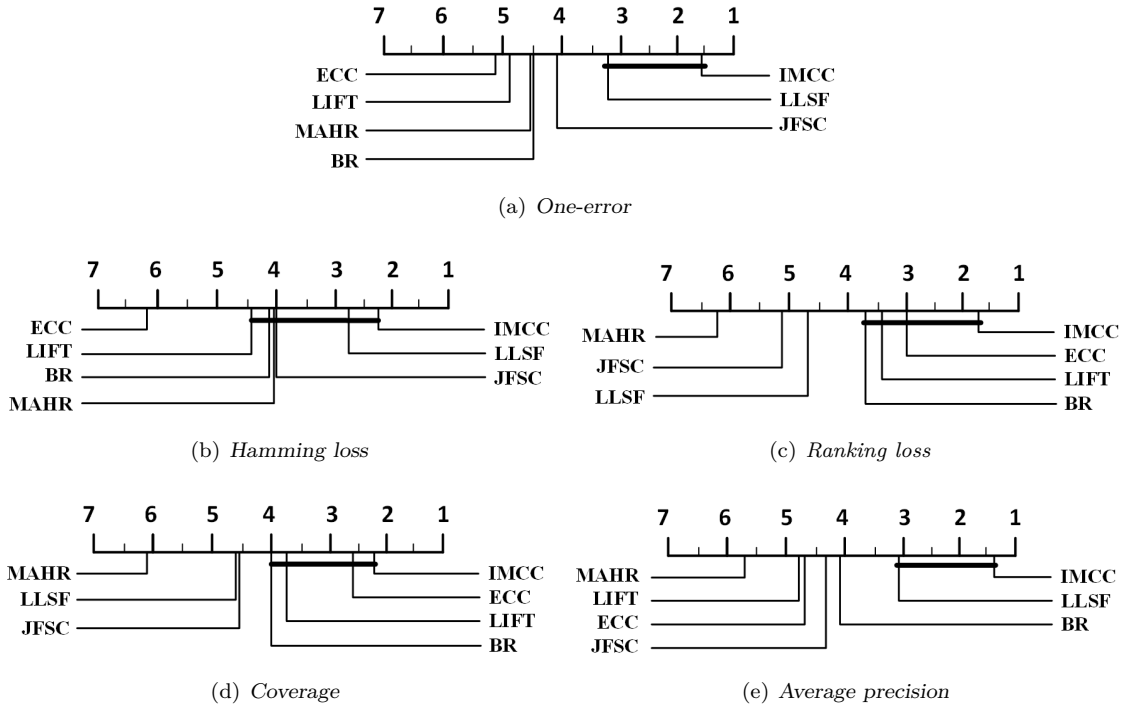 7 6 5 4 3 2 1
ECC
IMCC
LIFT
LLSF
MAHR
JFSC
BR
(a) One-error
7 6 5 4 3 2 1
ECC
IMCC
LIFT
LLSF
BR
JFSC
MAHR
(b) Hamming loss
7 6 5 4 3 2 1
MAHR
IMCC
JFSC
ECC
LLSF
LIFT
BR
(c) Ranking loss
7 6 5 4 3 2 1
MAHR
IMCC
LLSF
ECC
JFSC
LIFT
BR
(d) Coverage
7 6 5 4 3 2 1
MAHR
IMCC
LIFT
LLSF
ECC
BR
JFSC
(e) Average precision